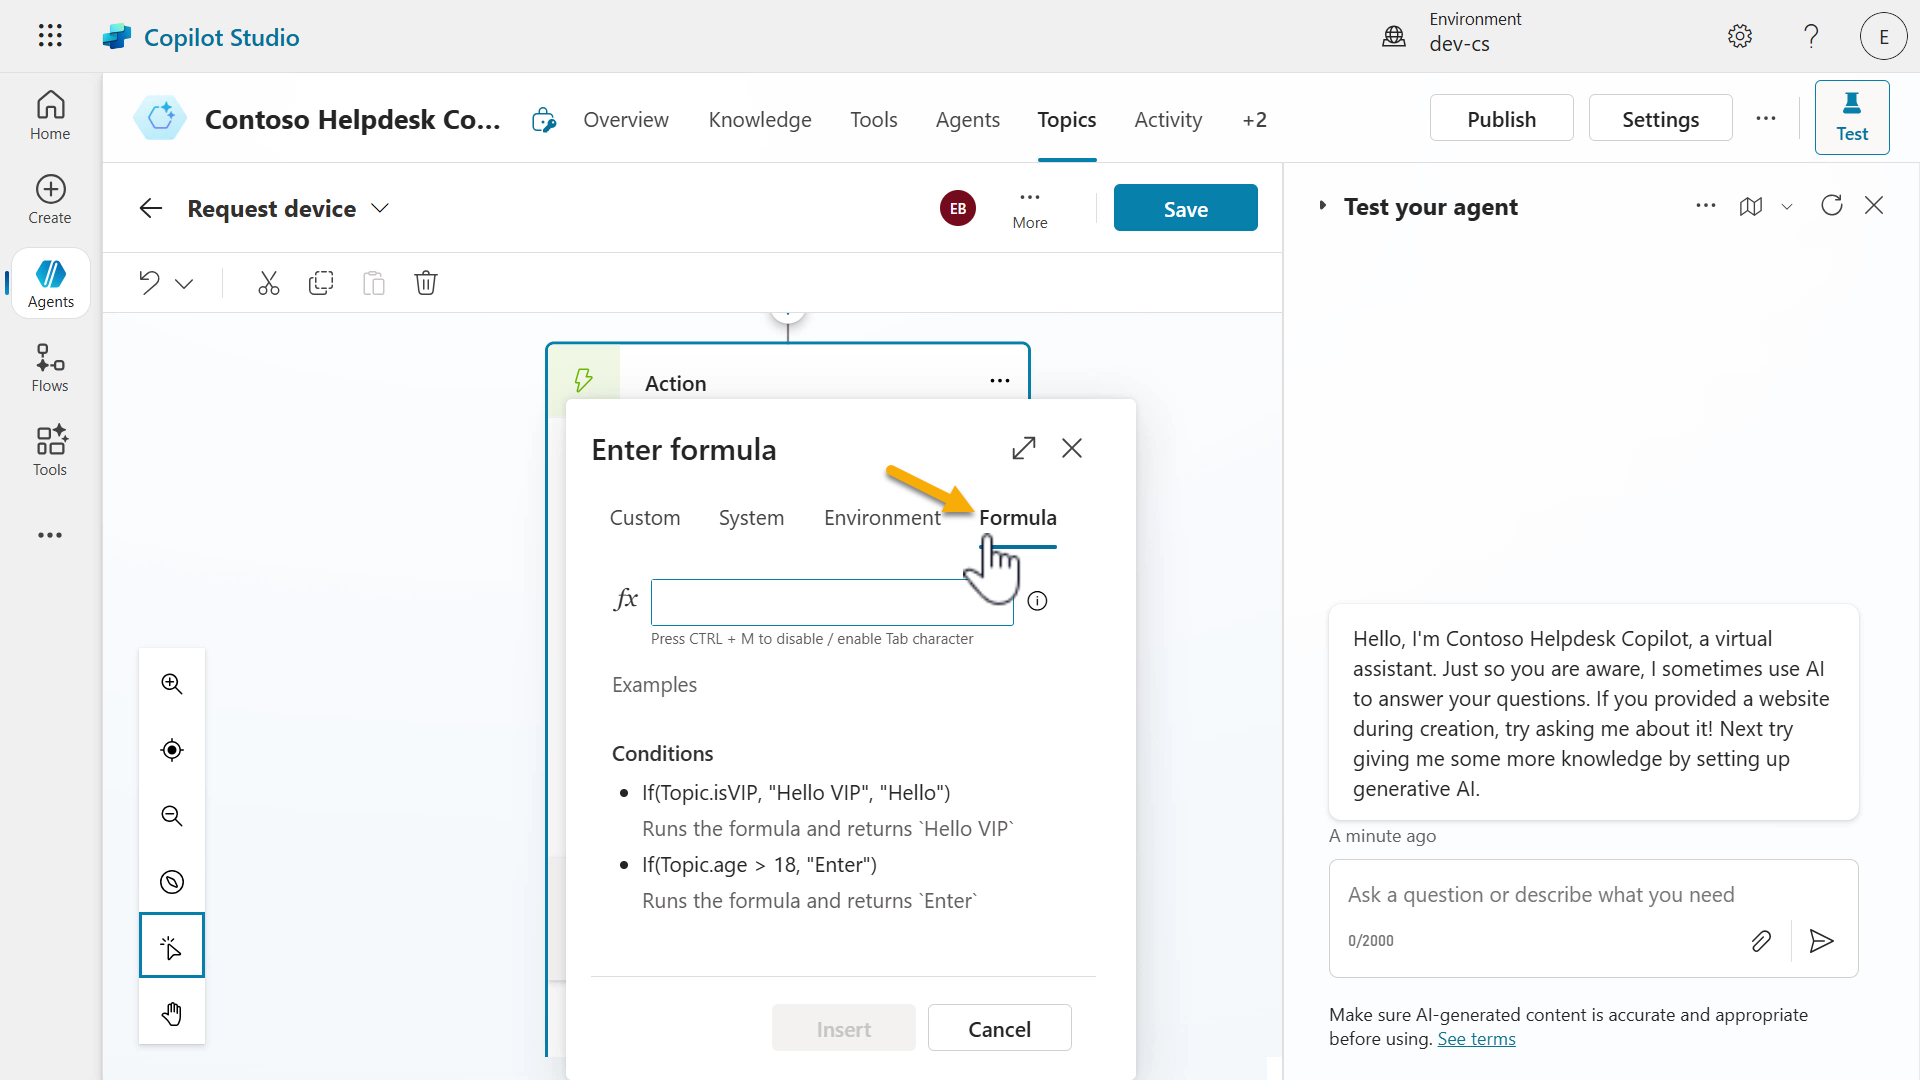 Copilot Studio
Environment
dev-cs
E
Home
Create
Agents
Flows
Tools
Contoso Helpdesk Co...
Overview
Knowledge
Tools
Agents
Topics
Activity
+2
Publish
Settings
Test
Request device
EB
More
Save
Action
Enter formula
Custom
System
Environment
Formula
fx
Press CTRL + M to disable / enable Tab character
Examples
Conditions
If(Topic.isVIP, "Hello VIP", "Hello")
Runs the formula and returns `Hello VIP`
If(Topic.age > 18, "Enter")
Runs the formula and returns `Enter`
Insert
Cancel
Test your agent
Hello, I'm Contoso Helpdesk Copilot, a virtual
assistant. Just so you are aware, I sometimes use AI
to answer your questions. If you provided a website
during creation, try asking me about it! Next try
giving me some more knowledge by setting up
generative AI.
A minute ago
Ask a question or describe what you need
0/2000
Make sure AI-generated content is accurate and appropriate
before using. See terms